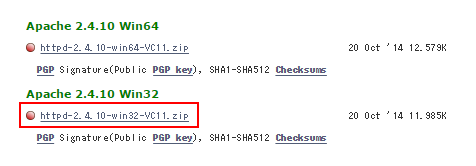 Apache 2.4.10 Win64
httpd-2.4.10-win64-VC11.zip 20 Oct '14 12.579K
PGP Signature(Public PGP key), SHA1-SHA512 Checksums
Apache 2.4.10 Win32
httpd-2.4.10-win32-VC11.zip 20 Oct '14 11.985K
PGP Signature(Public PGP key), SHA1-SHA512 Checksums